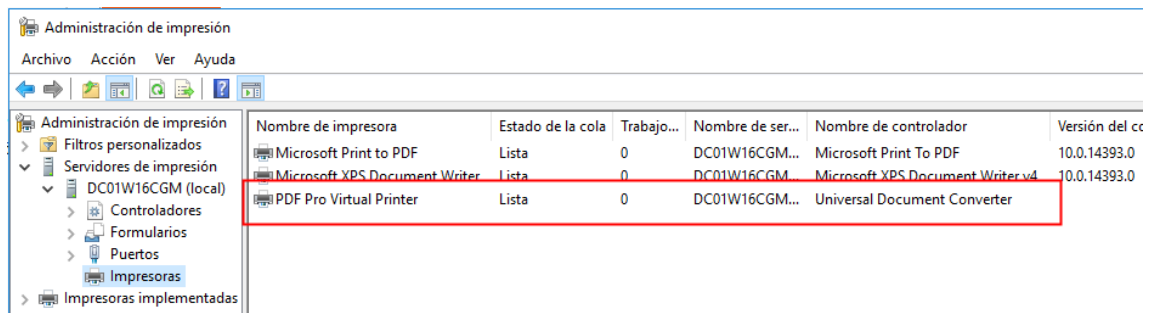 Administración de impresión
Archivo Acción Ver Ayuda
Administración de impresión
Filtros personalizados
Servidores de impresión
DC01W16CGM (local)
Controladores
Formularios
Puertos
Impresoras
Impresoras implementadas
Nombre de impresora Estado de la cola Trabajo... Nombre de ser... Nombre de controlador Versión del co
Microsoft Print to PDF Lista 0 DC01W16CGM... Microsoft Print To PDF 10.0.14393.0
Microsoft XPS Document Writer Lista 0 DC01W16CGM... Microsoft XPS Document Writer v4 10.0.14393.0
PDF Pro Virtual Printer Lista 0 DC01W16CGM... Universal Document Converter